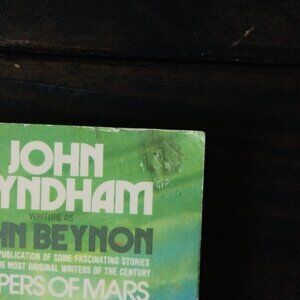 JOHN
YNDHAM
WRITING AS
HN BEYNON
PUBLICATION OF SOME FASCINATING STORIES
HE MOST ORIGINAL WRITERS OF THE CENTURY
PERS OF MARS